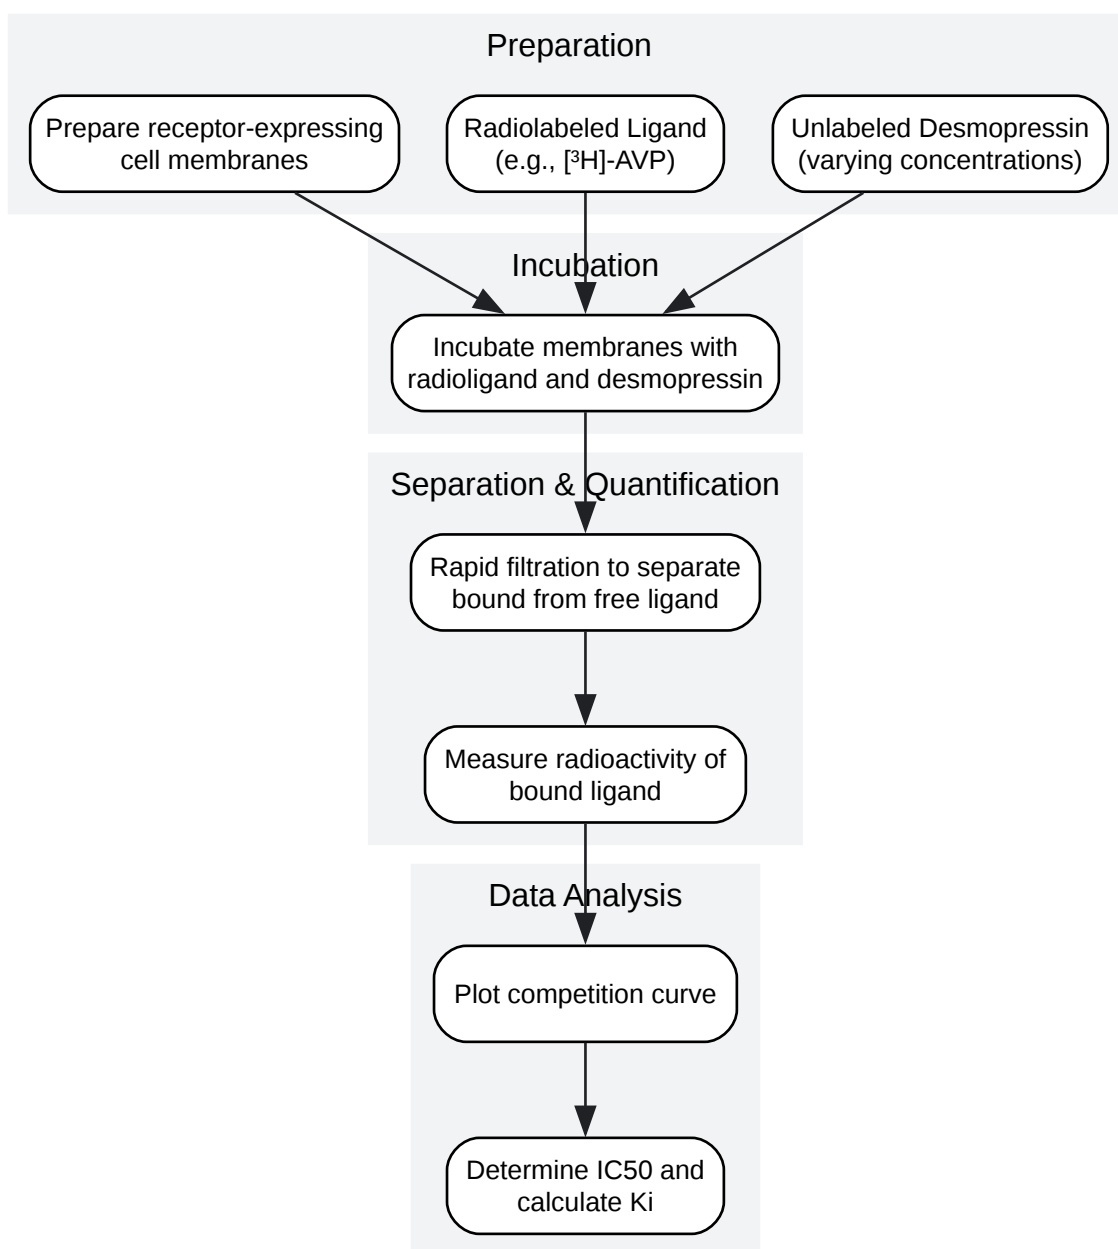 Preparation
Prepare receptor-expressing
cell membranes
Radiolabeled Ligand
(e.g., [³H]-AVP)
Unlabeled Desmopressin
(varying concentrations)
Incubation
Incubate membranes with
radioligand and desmopressin
Separation & Quantification
Rapid filtration to separate
bound from free ligand
Measure radioactivity of
bound ligand
Data Analysis
Plot competition curve
Determine IC50 and
calculate Ki